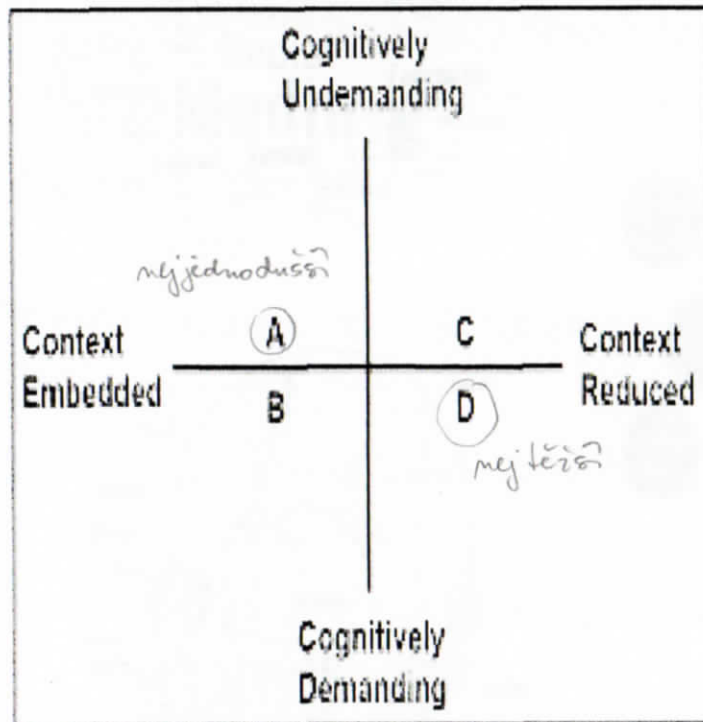 Cognitively
Undemanding
nejjednodušší
A C
Context Context
Embedded Reduced
B D
nejtěžší
Cognitively
Demanding